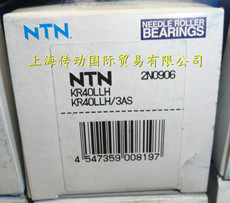 NTN
NEEDLE ROLLER
BEARINGS
上海传动国际贸易有限公司
NTN 2N0906
KR40LLH
KR40LLH/3AS
4 547359 008197